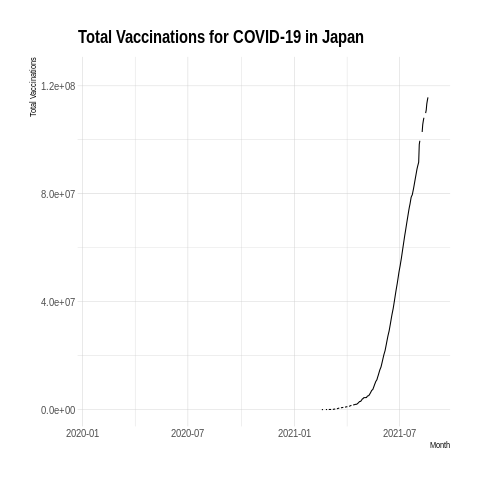 Total Vaccinations for COVID-19 in Japan
Total Vaccinations
1.2e+08
8.0e+07
4.0e+07
0.0e+00
2020-01
2020-07
2021-01
2021-07
Month